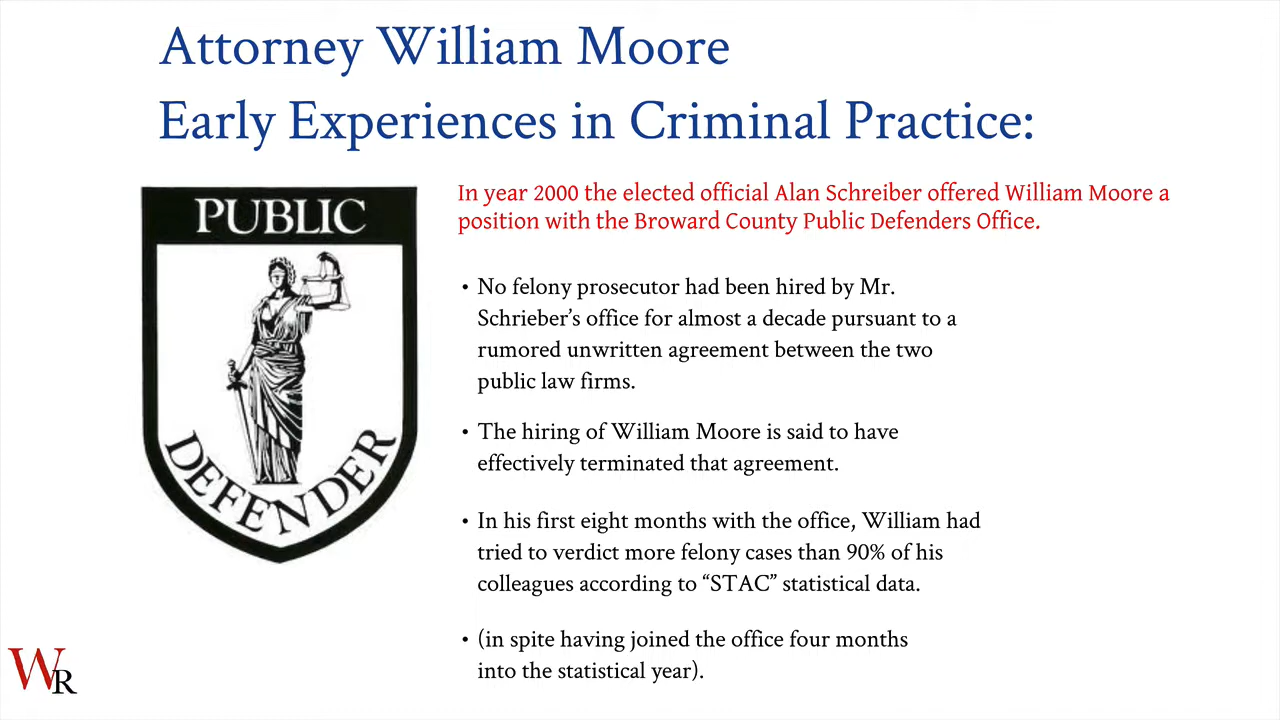 Attorney William Moore
Early Experiences in Criminal Practice:
PUBLIC
DEFENDER
In year 2000 the elected official Alan Schreiber offered William Moore a
position with the Broward County Public Defenders Office.
• No felony prosecutor had been hired by Mr.
Schrieber’s office for almost a decade pursuant to a
rumored unwritten agreement between the two
public law firms.
• The hiring of William Moore is said to have
effectively terminated that agreement.
• In his first eight months with the office, William had
tried to verdict more felony cases than 90% of his
colleagues according to “STAC” statistical data.
• (in spite having joined the office four months
into the statistical year).
WR